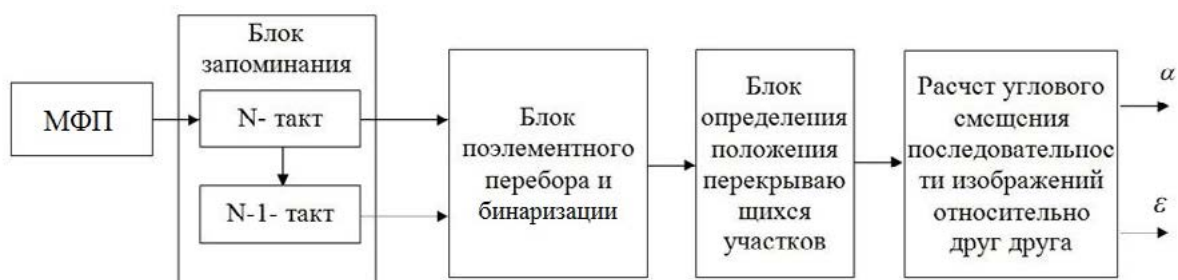 МФП
Блок
запоминания
N- такт
N-1- такт
Блок
поэлементного
перебора и
бинаризации
Блок
определения
положения
перекрываю
щихся
участков
Расчет углового
смещения
последовательнос
ти изображений
относительно
друг друга
α
ε